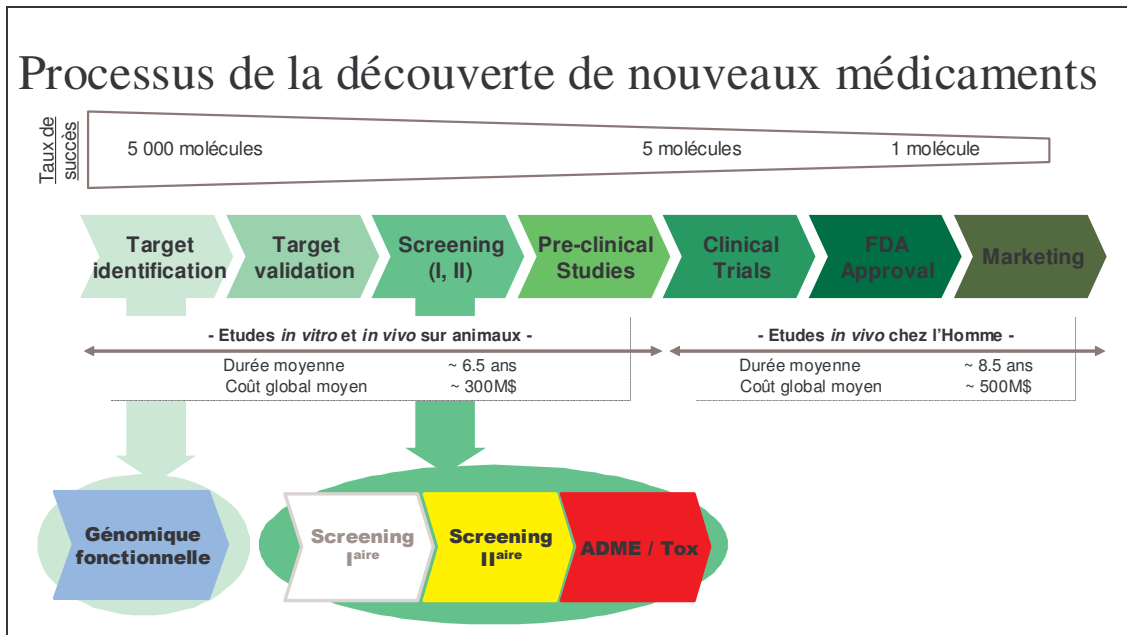 Processus de la découverte de nouveaux médicaments
Taux de
succès
5 000 molécules
5 molécules
1 molécule
Target
identification
Target
validation
Screening
(I, II)
Pre-clinical
Studies
Clinical
Trials
FDA
Approval
Marketing
- Etudes in vitro et in vivo sur animaux -
Durée moyenne ~ 6.5 ans
Coût global moyen ~ 300M$
- Etudes in vivo chez l'Homme -
Durée moyenne ~ 8.5 ans
Coût global moyen ~ 500M$
Génomique
fonctionnelle
Screening
Iaire
Screening
IIaire
ADME / Tox